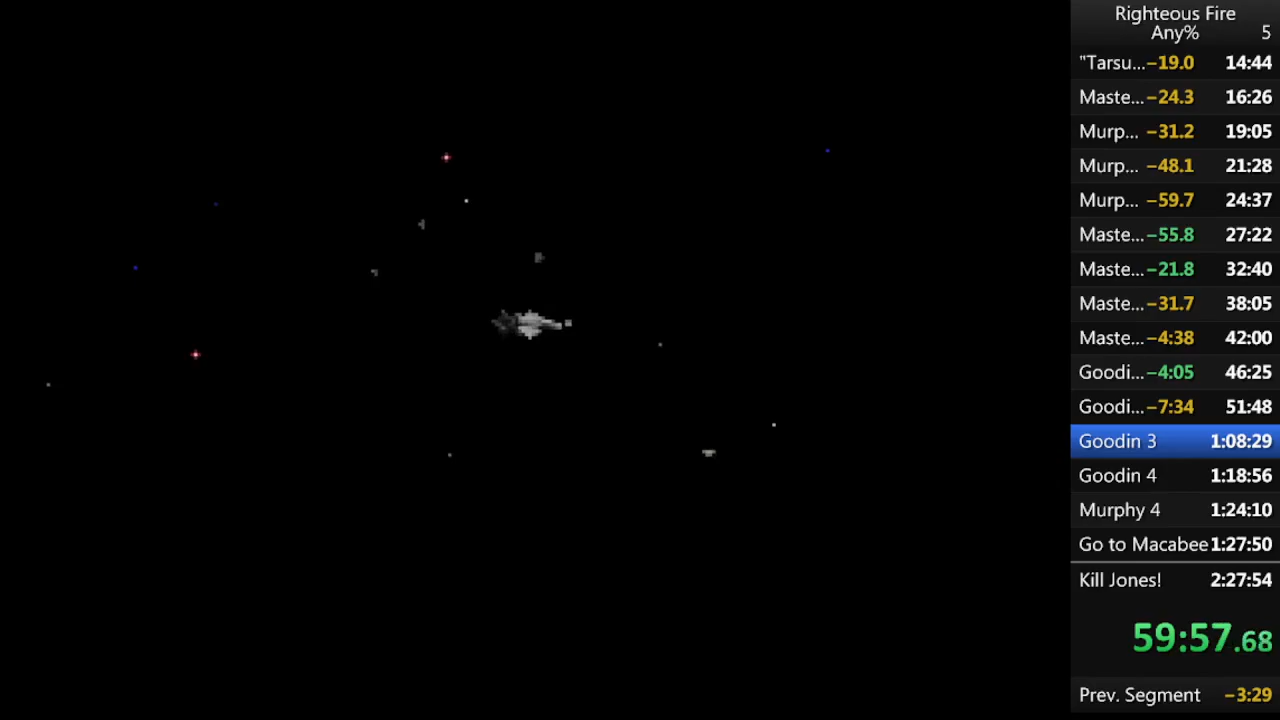 Righteous Fire
Any% 5
"Tarsu... −19.0 14:44
Maste... −24.3 16:26
Murp... −31.2 19:05
Murp... −48.1 21:28
Murp... −59.7 24:37
Maste... −55.8 27:22
Maste... −21.8 32:40
Maste... −31.7 38:05
Maste... −4:38 42:00
Goodi... −4:05 46:25
Goodi... −7:34 51:48
Goodin 3 1:08:29
Goodin 4 1:18:56
Murphy 4 1:24:10
Go to Macabee 1:27:50
Kill Jones! 2:27:54
59:57.68
Prev. Segment −3:29